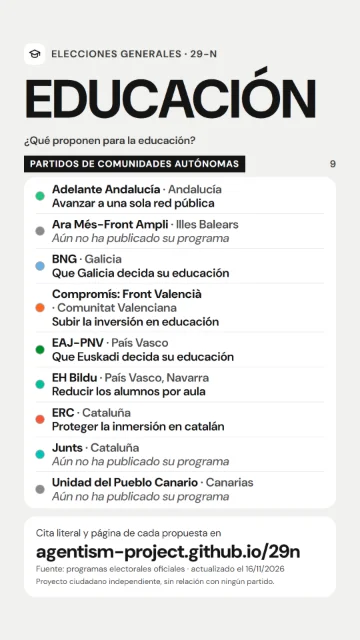 ELECCIONES GENERALES · 29-N
EDUCACIÓN
¿Qué proponen para la educación?
PARTIDOS DE COMUNIDADES AUTÓNOMAS 9
Adelante Andalucía · Andalucía
Avanzar a una sola red pública
Ara Més-Front Ampli · Illes Balears
Aún no ha publicado su programa
BNG · Galicia
Que Galicia decida su educación
Compromís: Front Valencià
· Comunitat Valenciana
Subir la inversión en educación
EAJ-PNV · País Vasco
Que Euskadi decida su educación
EH Bildu · País Vasco, Navarra
Reducir los alumnos por aula
ERC · Cataluña
Proteger la inmersión en catalán
Junts · Cataluña
Aún no ha publicado su programa
Unidad del Pueblo Canario · Canarias
Aún no ha publicado su programa
Cita literal y página de cada propuesta en
agentism-project.github.io/29n
Fuente: programas electorales oficiales · actualizado el 16/11/2026
Proyecto ciudadano independiente, sin relación con ningún partido.